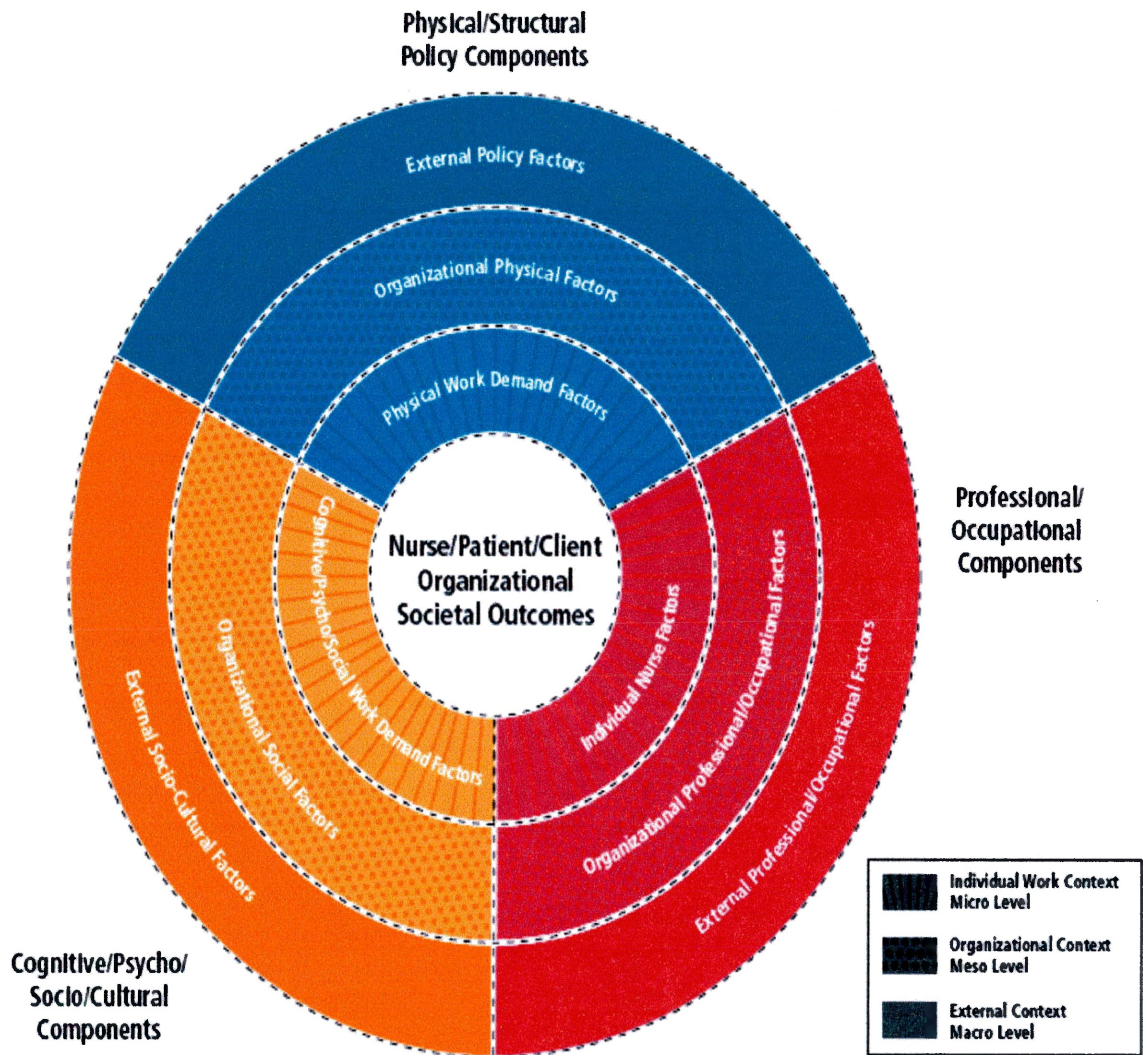 Physical/Structural
Policy Components
External Policy Factors
Organizational Physical Factors
Physical Work Demand Factors
Nurse/Patient/Client
Organizational
Societal Outcomes
Cognitive/Psycho/Social Work Demand Factors
Organizational Social Factors
External Socio-Cultural Factors
Individual Nurse Factors
Organizational Professional/Occupational Factors
External Professional/Occupational Factors
Professional/
Occupational
Components
Cognitive/Psycho/
Socio/Cultural
Components
Individual Work Context
Micro Level
Organizational Context
Meso Level
External Context
Macro Level